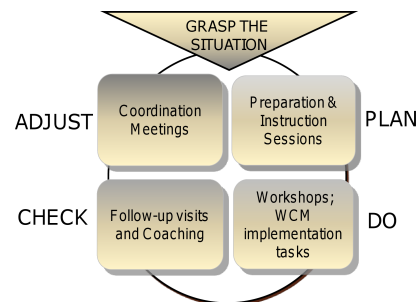 GRASP THE
SITUATION
ADJUST
Coordination
Meetings
Preparation &
Instruction
Sessions
PLAN
CHECK
Follow-up visits
and Coaching
Workshops;
WCM
implementation
tasks
DO